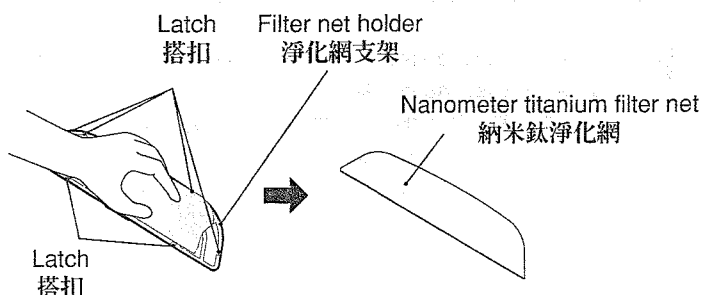 Latch
搭扣
Filter net holder
淨化網支架
Nanometer titanium filter net
納米鈦淨化網
Latch
搭扣